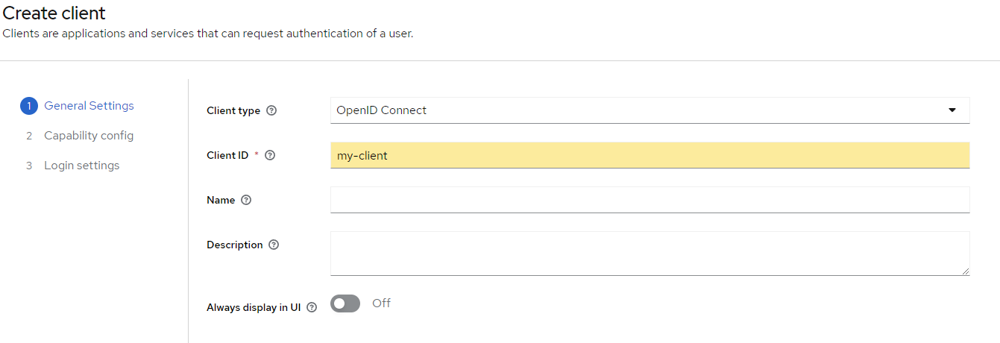 Create client
Clients are applications and services that can request authentication of a user.
1 General Settings
2 Capability config
3 Login settings
Client type ? OpenID Connect
Client ID * ? my-client
Name ?
Description ?
Always display in UI ? Off